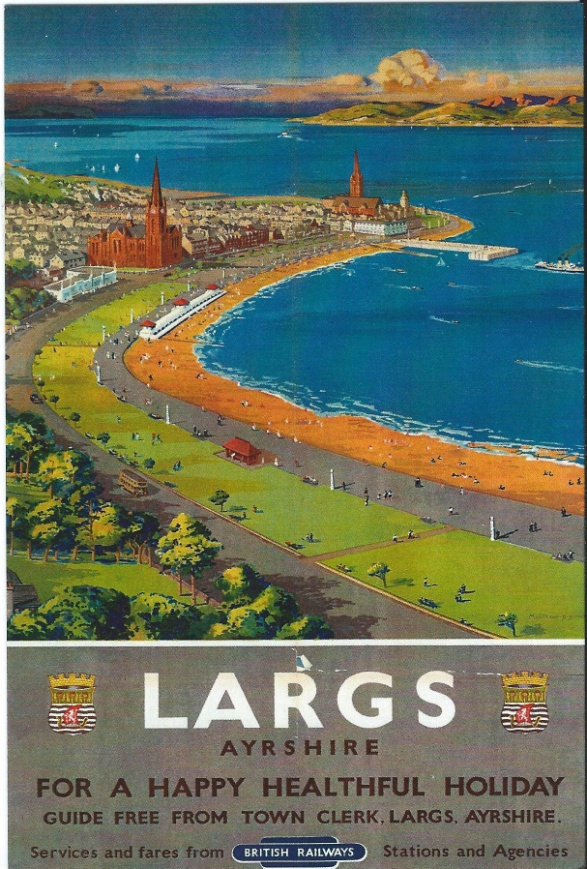 LARGS
AYRSHIRE
FOR A HAPPY HEALTHFUL HOLIDAY
GUIDE FREE FROM TOWN CLERK, LARGS. AYRSHIRE.
Services and fares from BRITISH RAILWAYS Stations and Agencies